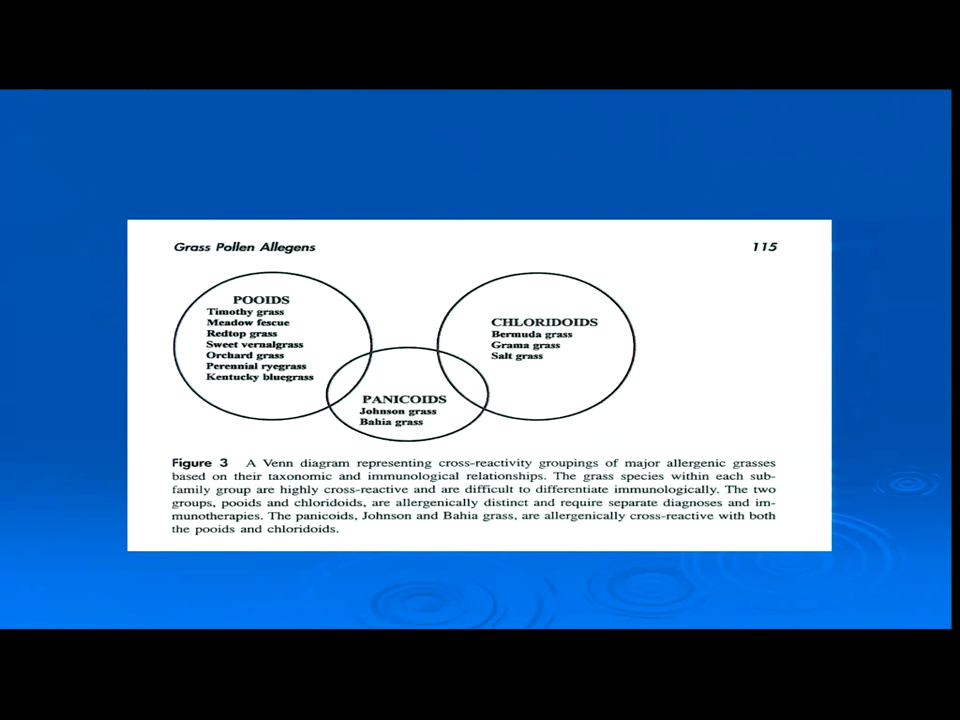 Grass Pollen Allegens 115
POOIDS
Timothy grass
Meadow fescue
Redtop grass
Sweet vernalgrass
Orchard grass
Perennial ryegrass
Kentucky bluegrass
CHLORIDOIDS
Bermuda grass
Grama grass
Salt grass
PANICOIDS
Johnson grass
Bahia grass
Figure 3 A Venn diagram representing cross-reactivity groupings of major allergenic grasses
based on their taxonomic and immunological relationships. The grass species within each sub-
family group are highly cross-reactive and are difficult to differentiate immunologically. The two
groups, pooids and chloridoids, are allergenically distinct and require separate diagnoses and im-
munotherapies. The panicoids, Johnson and Bahia grass, are allergenically cross-reactive with both
the pooids and chloridoids.